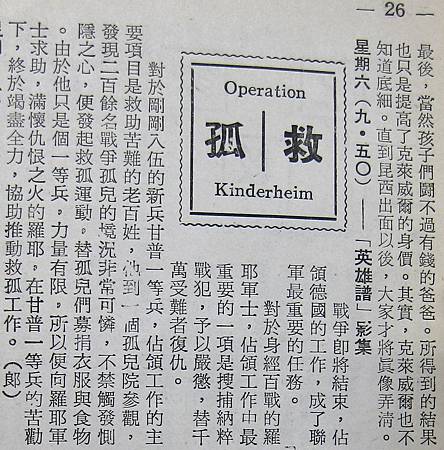 — 26 —
最後，當然孩子們鬪不過有錢的爸爸。所得到的結果
也只是提高了克萊威爾的身價。其實，克萊威爾也不
知道底細。直到昆西出面以後，大家才將眞像弄淸。
星期六（九·五〇）——「英雄譜」影集
Operation
救孤
Kinderheim
戰爭即將結束，佔
領德國的工作，成了聯
軍最重要的任務。
對於身經百戰的羅
耶軍士，佔領工作中最
重要的一項是搜捕納粹
戰犯，予以嚴懲，替千
萬受難者復仇。
對於剛剛入伍的新兵甘普一等兵，佔領工作的主
要項目是救助苦難的老百姓，他到一個孤兒院參觀，
發現二百餘名戰爭孤兒的境況非常可憐，不禁觸發惻
隱之心，便發起救孤運動。替孤兒們募捐衣服與食物
。由於他只是個一等兵，力量有限，所以便向羅耶軍
士求助，滿懷仇恨之火的羅耶，在甘普一等兵的苦勸
下，終於竭盡全力，協助推動救孤工作。（郎）